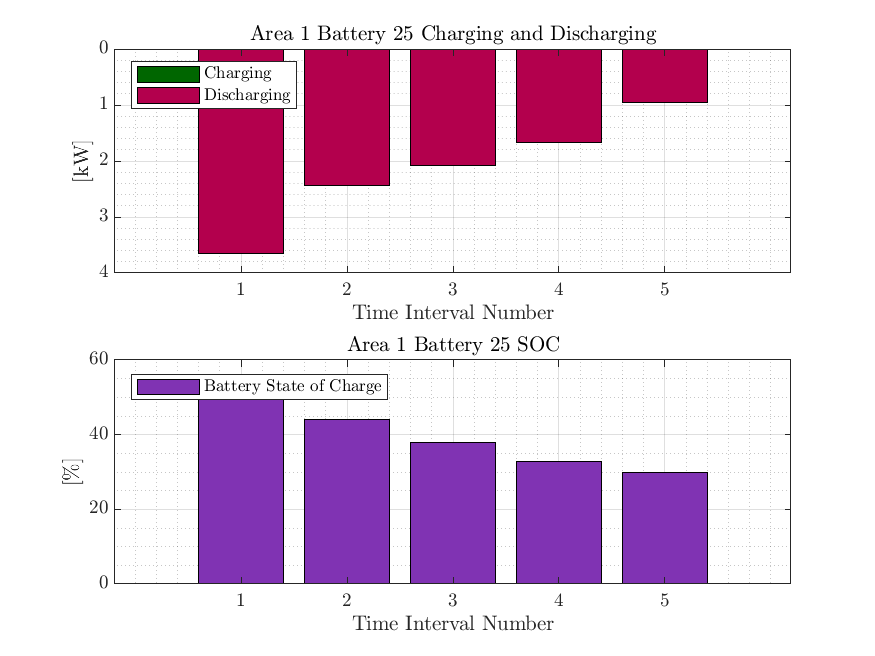 Area 1 Battery 25 Charging and Discharging
0
Charging
Discharging
1
[kW]
2
3
4
1 2 3 4 5
Time Interval Number
Area 1 Battery 25 SOC
60
Battery State of Charge
40
[%]
20
0
1 2 3 4 5
Time Interval Number